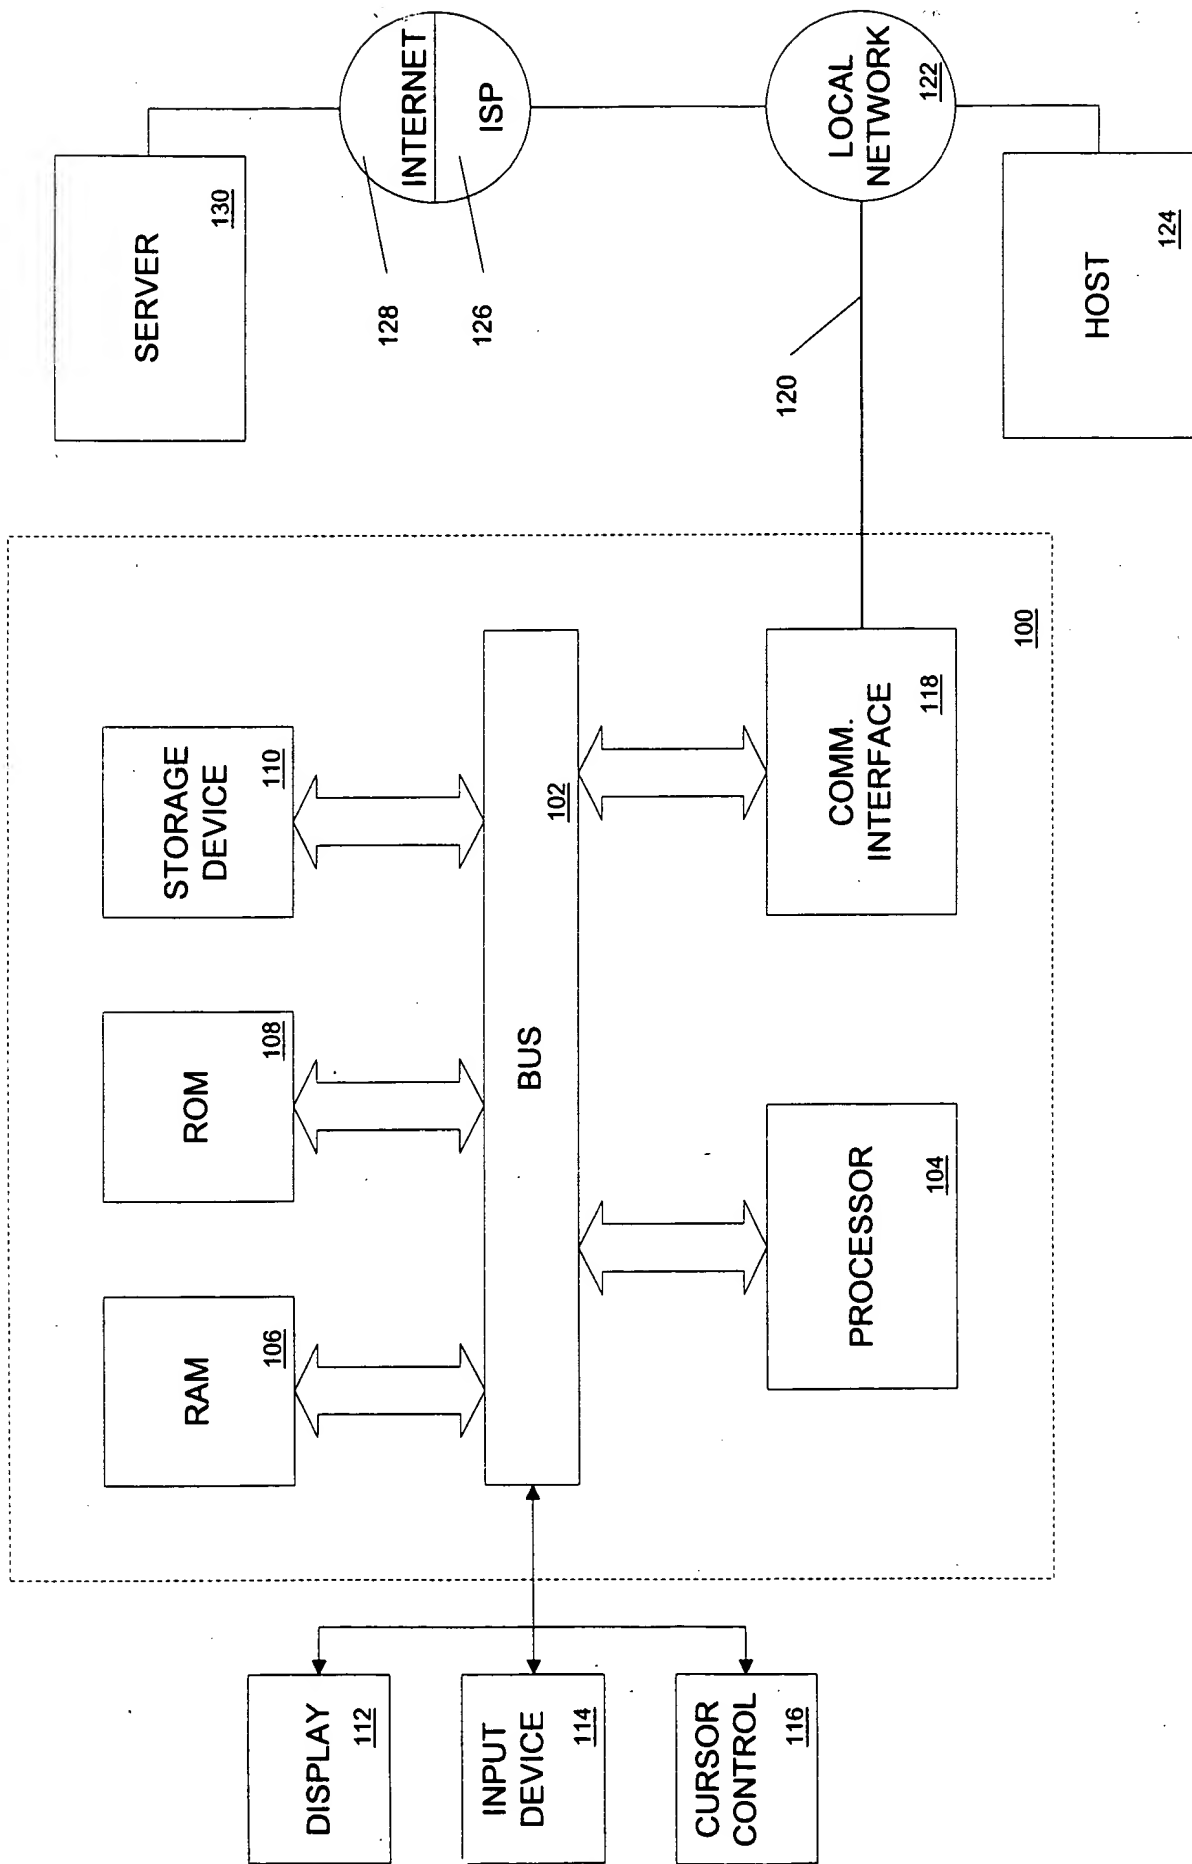 DISPLAY
112
INPUT
DEVICE
114
CURSOR
CONTROL
116
RAM
106
ROM
108
STORAGE
DEVICE
110
BUS
102
PROCESSOR
104
COMM.
INTERFACE
118
100
SERVER
130
128
INTERNET
126
ISP
120
LOCAL
NETWORK
122
HOST
124